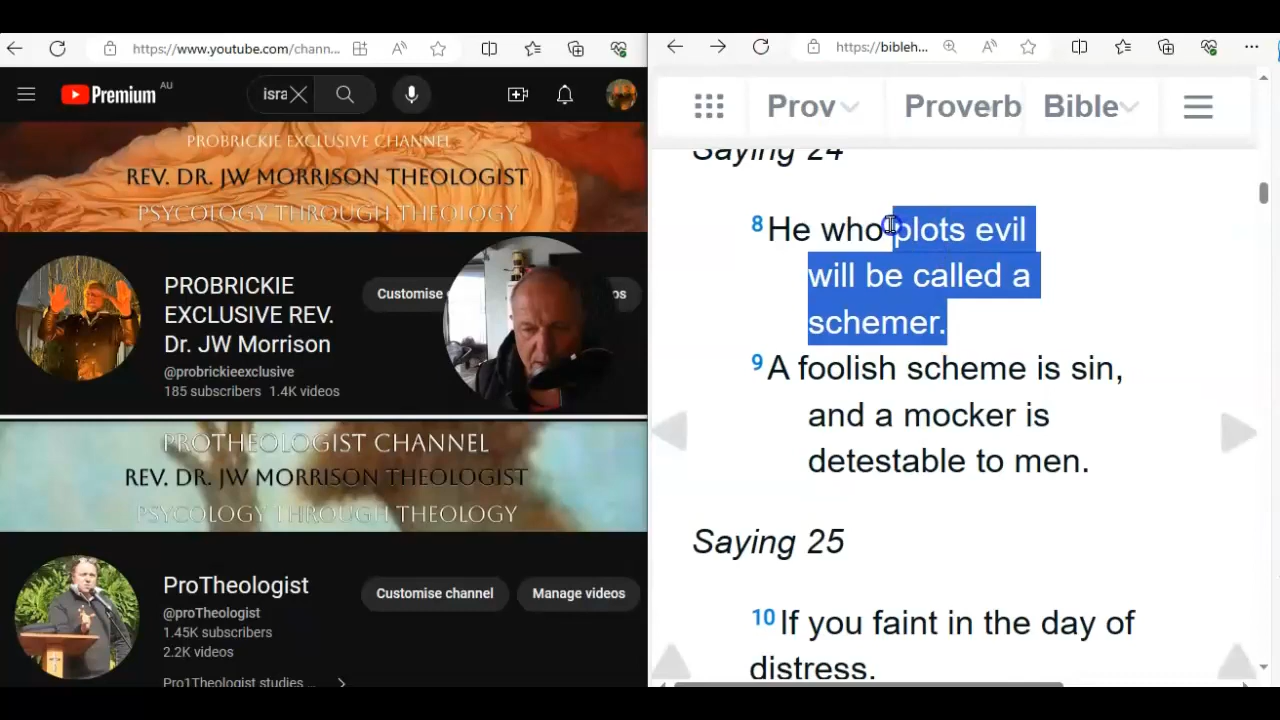 https://www.youtube.com/chann...
Premium AU
isra
PROBRICKIE EXCLUSIVE CHANNEL
REV. DR. JW MORRISON THEOLOGIST
PSYCOLOGY THROUGH THEOLOGY
PROBRICKIE
EXCLUSIVE REV.
Dr. JW Morrison
@probrickieexclusive
185 subscribers 1.4K videos
Customise
os
PROTHEOLOGIST CHANNEL
REV. DR. JW MORRISON THEOLOGIST
PSYCOLOGY THROUGH THEOLOGY
ProTheologist
@proTheologist
1.45K subscribers
2.2K videos
Customise channel
Manage videos
Pro1Theologist studies ...
https://bibleh...
Prov
Proverb
Bible
Saying 24
8 He who plots evil
will be called a
schemer.
9 A foolish scheme is sin,
and a mocker is
detestable to men.
Saying 25
10 If you faint in the day of
distress.